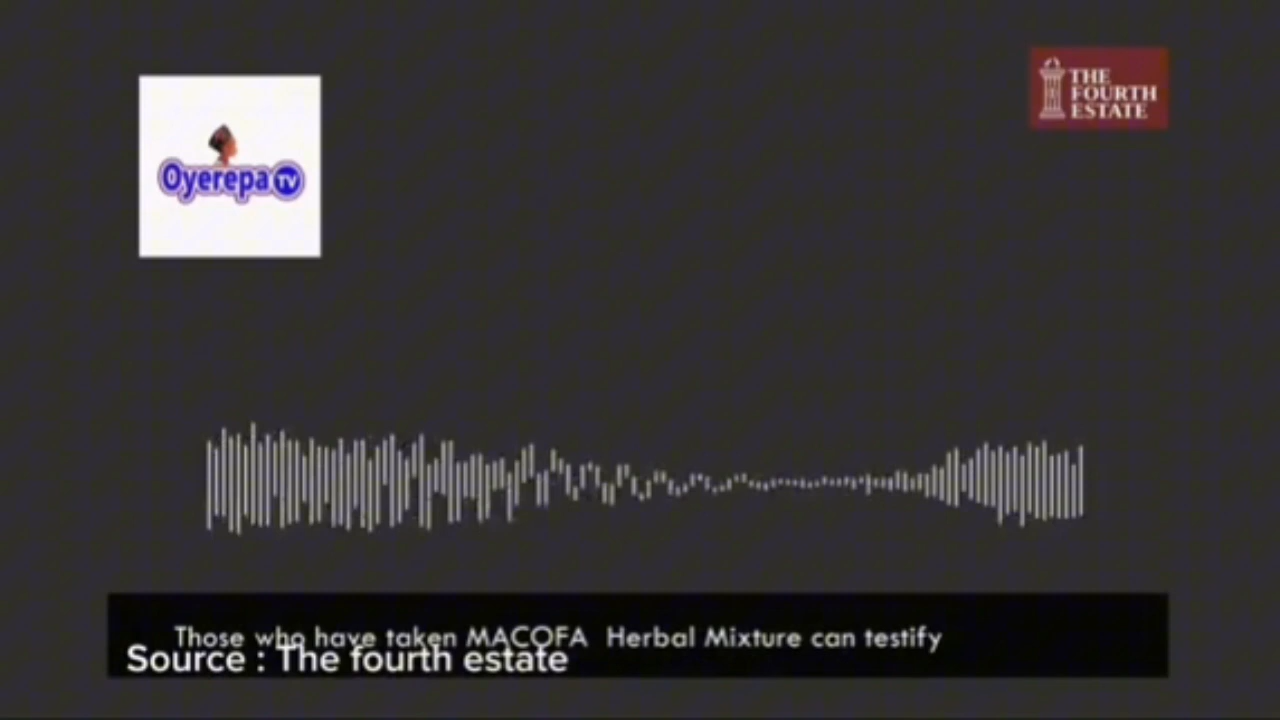 Oyerepa TV
THE
FOURTH
ESTATE
Those who have taken MACOFA Herbal Mixture can testify
Source : The fourth estate